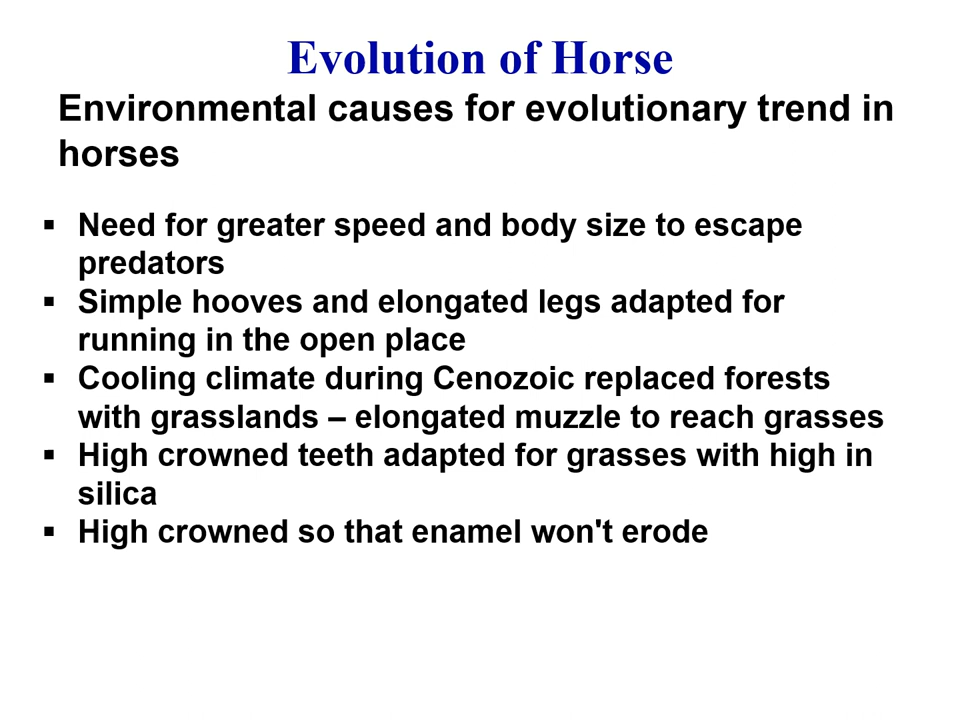 Evolution of Horse
Environmental causes for evolutionary trend in
horses
▪ Need for greater speed and body size to escape
predators
▪ Simple hooves and elongated legs adapted for
running in the open place
▪ Cooling climate during Cenozoic replaced forests
with grasslands – elongated muzzle to reach grasses
▪ High crowned teeth adapted for grasses with high in
silica
▪ High crowned so that enamel won't erode